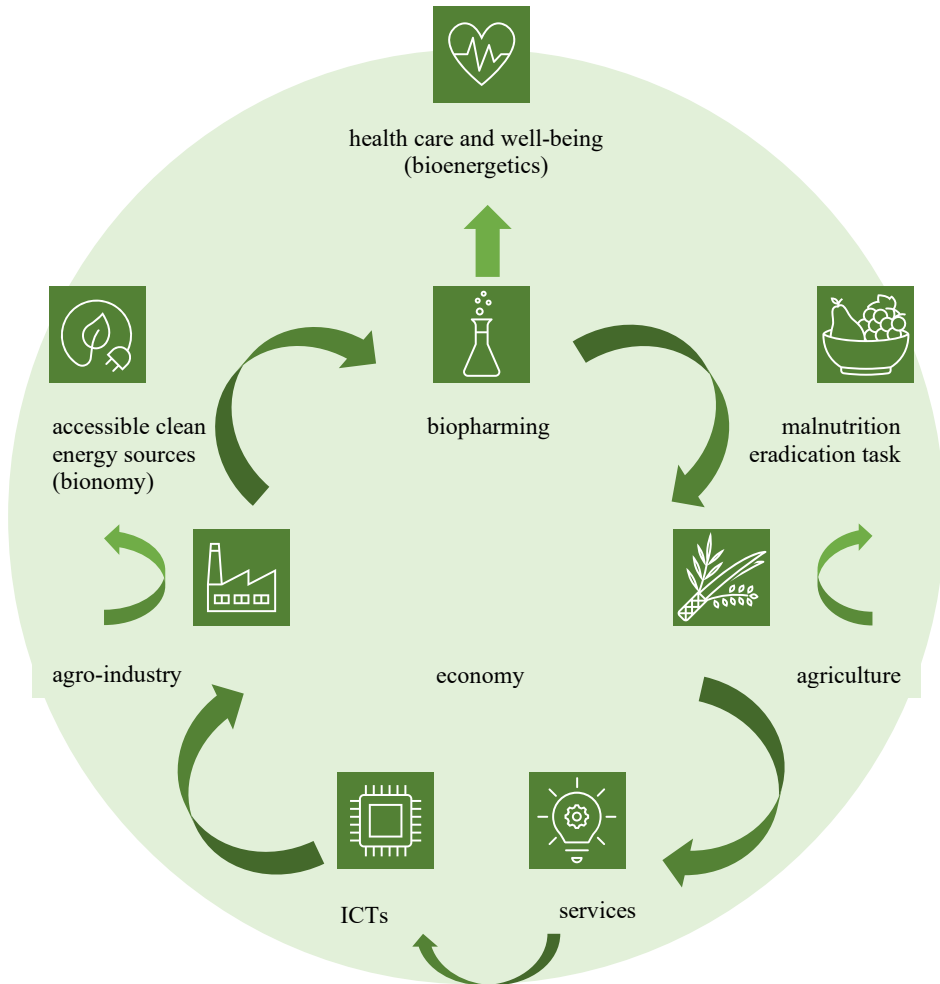 health care and well-being
(bioenergetics)
accessible clean
energy sources
(bionomy)
biopharming
malnutrition
eradication task
agro-industry
economy
agriculture
ICTs
services